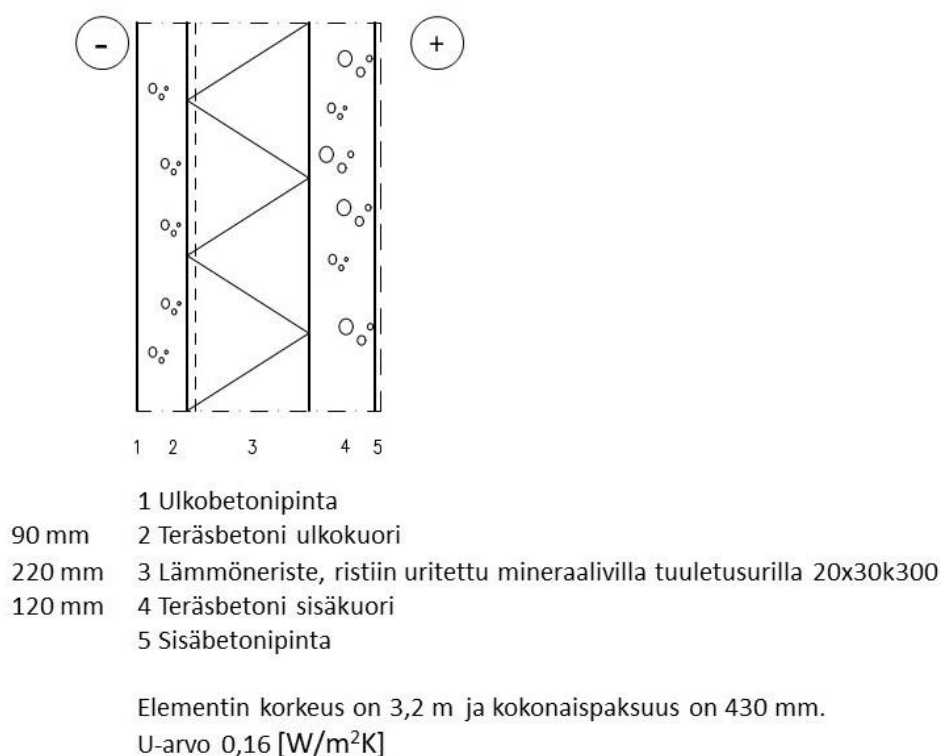 - +
1 2 3 4 5
1 Ulkobetonipinta
90 mm 2 Teräsbetoni ulkokuori
220 mm 3 Lämmöneriste, ristiin uritettu mineraalivilla tuuletusurilla 20x30k300
120 mm 4 Teräsbetoni sisäkuori
5 Sisäbetonipinta
Elementin korkeus on 3,2 m ja kokonaispaksuus on 430 mm.
U-arvo 0,16 [W/m²K]